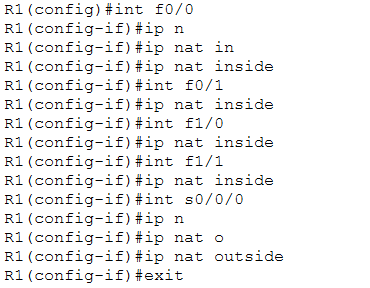 R1(config)#int f0/0
R1(config-if)#ip n
R1(config-if)#ip nat in
R1(config-if)#ip nat inside
R1(config-if)#int f0/1
R1(config-if)#ip nat inside
R1(config-if)#int f1/0
R1(config-if)#ip nat inside
R1(config-if)#int f1/1
R1(config-if)#ip nat inside
R1(config-if)#int s0/0/0
R1(config-if)#ip n
R1(config-if)#ip nat o
R1(config-if)#ip nat outside
R1(config-if)#exit